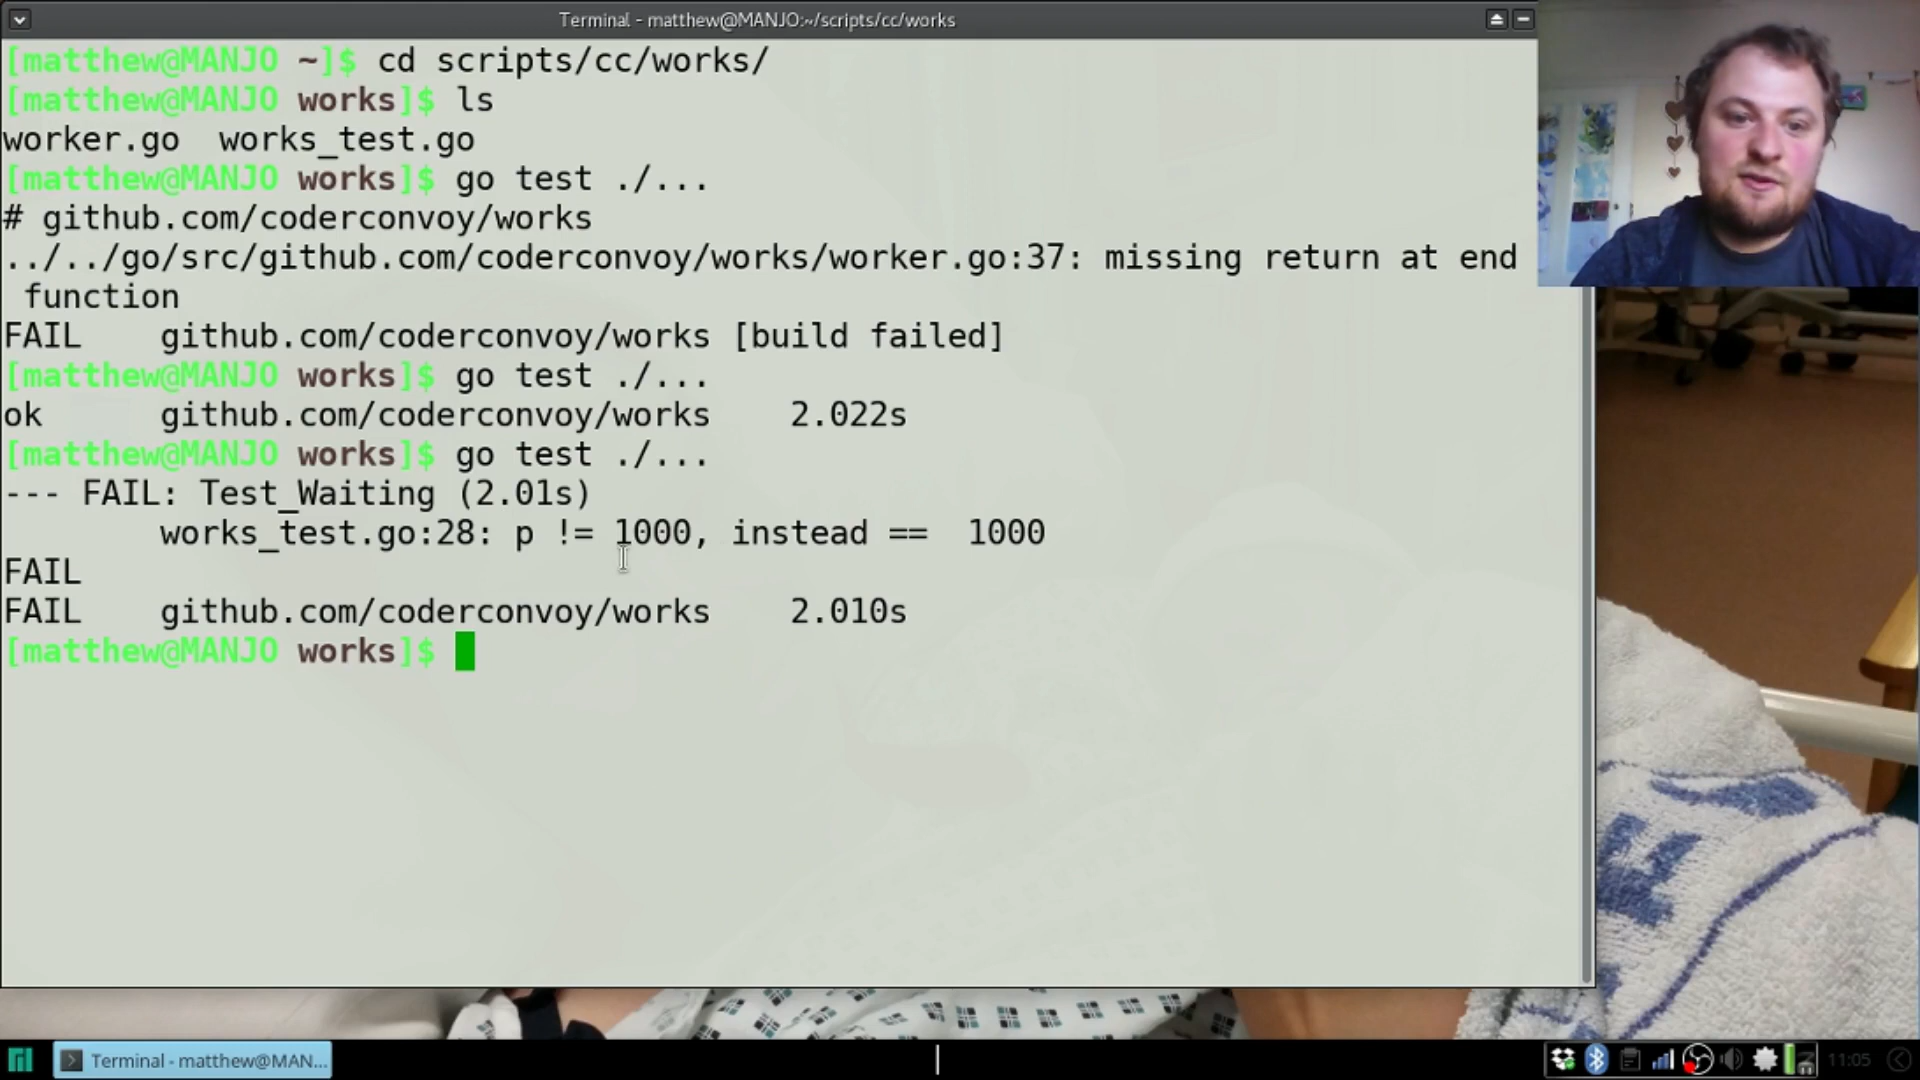 Terminal - matthew@MANJO:~/scripts/cc/works
[matthew@MANJO ~]$ cd scripts/cc/works/
[matthew@MANJO works]$ ls
worker.go  works_test.go
[matthew@MANJO works]$ go test ./...
# github.com/coderconvoy/works
../../go/src/github.com/coderconvoy/works/worker.go:37: missing return at end
 function
FAIL    github.com/coderconvoy/works [build failed]
[matthew@MANJO works]$ go test ./...
ok      github.com/coderconvoy/works    2.022s
[matthew@MANJO works]$ go test ./...
--- FAIL: Test_Waiting (2.01s)
        works_test.go:28: p != 1000, instead ==  1000
FAIL
FAIL    github.com/coderconvoy/works    2.010s
[matthew@MANJO works]$
Terminal - matthew@MAN...
11:05